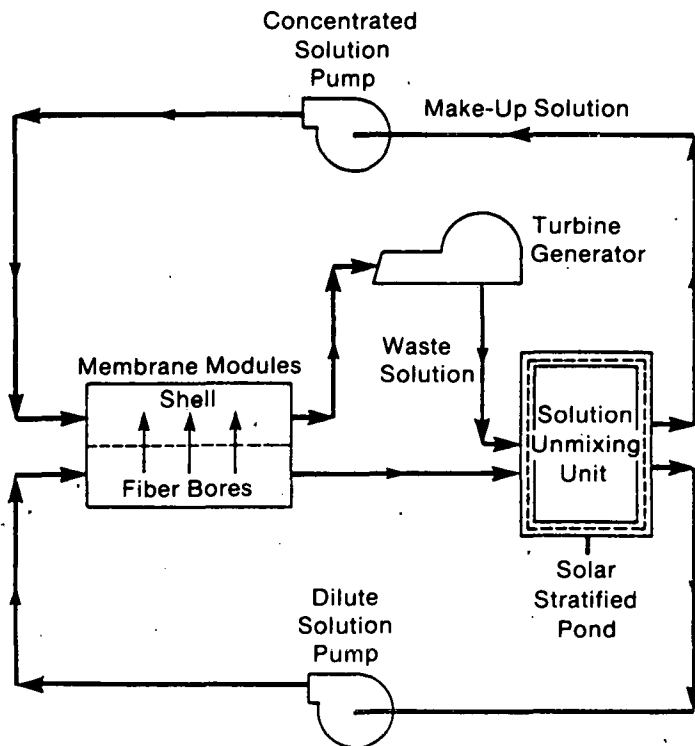 Concentrated
Solution
Pump
Make-Up Solution
Turbine
Generator
Waste
Solution
Membrane Modules
Shell
Fiber Bores
Solution
Unmixing
Unit
Solar
Stratified
Pond
Dilute
Solution
Pump